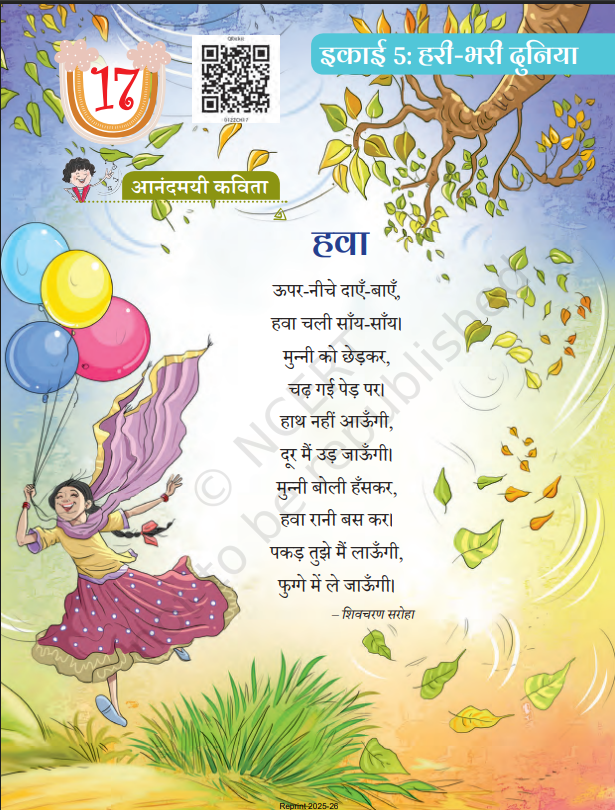 इकाई 5: हरी-भरी दुनिया
17
0122CH17
आनंदमयी कविता
हवा
ऊपर-नीचे दाएँ-बाएँ,
हवा चली साँय-साँय।
मुन्नी को छेड़कर,
चढ़ गई पेड़ पर।
हाथ नहीं आऊँगी,
दूर मैं उड़ जाऊँगी।
मुन्नी बोली हँसकर,
हवा रानी बस कर।
पकड़ तुझे मैं लाऊँगी,
फुग्गे में ले जाऊँगी।
– शिवचरण सरोहा
© NCERT
to be republished
Reprint 2025-26